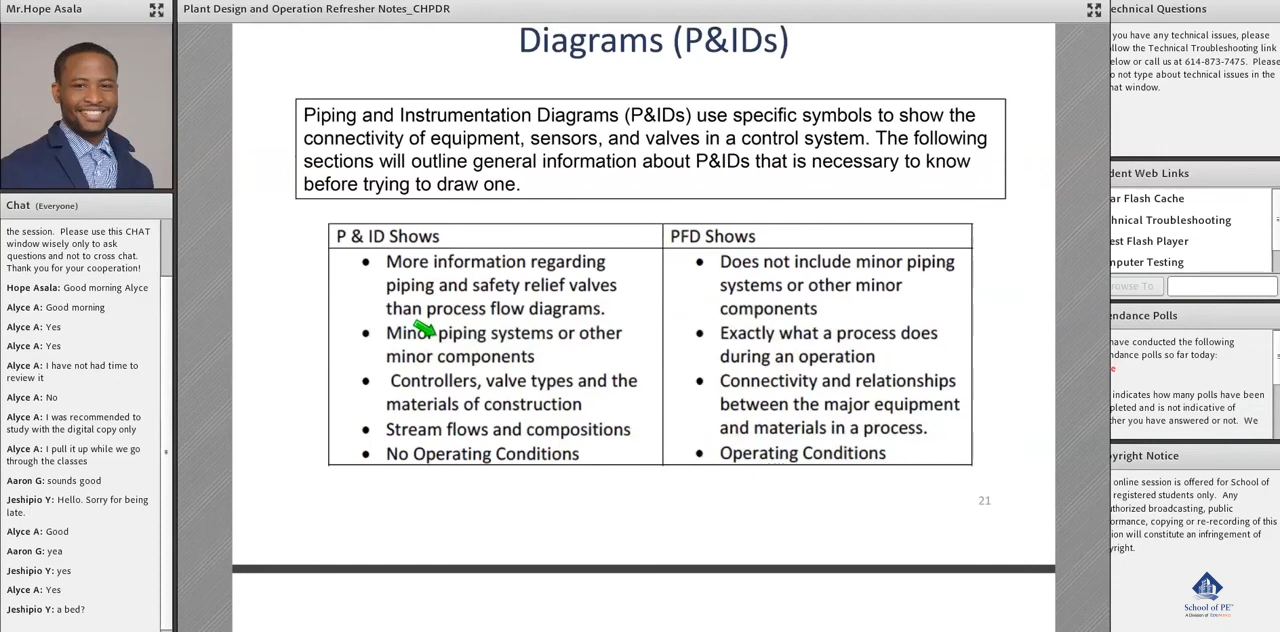 Mr.Hope Asala
Chat (Everyone)
the session. Please use this CHAT
window wisely only to ask
questions and not to cross chat.
Thank you for your cooperation!
Hope Asala: Good morning Alyce
Alyce A: Good morning
Alyce A: Yes
Alyce A: Yes
Alyce A: I have not had time to
review it
Alyce A: No
Alyce A: I was recommended to
study with the digital copy only
Alyce A: I pull it up while we go
through the classes
Aaron G: sounds good
Jeshipio Y: Hello. Sorry for being
late.
Alyce A: Good
Aaron G: yea
Jeshipio Y: yes
Alyce A: Yes
Jeshipio Y: a bed?
Plant Design and Operation Refresher Notes_CHPDR
Diagrams (P&IDs)
Piping and Instrumentation Diagrams (P&IDs) use specific symbols to show the
connectivity of equipment, sensors, and valves in a control system. The following
sections will outline general information about P&IDs that is necessary to know
before trying to draw one.
P & ID Shows
• More information regarding
piping and safety relief valves
than process flow diagrams.
• Minor piping systems or other
minor components
• Controllers, valve types and the
materials of construction
• Stream flows and compositions
• No Operating Conditions
PFD Shows
• Does not include minor piping
systems or other minor
components
• Exactly what a process does
during an operation
• Connectivity and relationships
between the major equipment
and materials in a process.
• Operating Conditions
21
echnical Questions
you have any technical issues, please
llow the Technical Troubleshooting link
elow or call us at 614-873-7475. Please
o not type about technical issues in the
hat window.
dent Web Links
ar Flash Cache
hnical Troubleshooting
est Flash Player
mputer Testing
rowse To
endance Polls
have conducted the following
ndance polls so far today:
e
indicates how many polls have been
pleted and is not indicative of
ther you have answered or not. We
pyright Notice
online session is offered for School of
registered students only. Any
uthorized broadcasting, public
ormance, copying or re-recording of this
ion will constitute an infringement of
yright.
School of PE™
A Division of